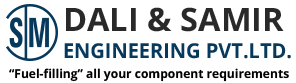 SM
DALI & SAMIR
ENGINEERING PVT.LTD.
“Fuel-filling” all your component requirements